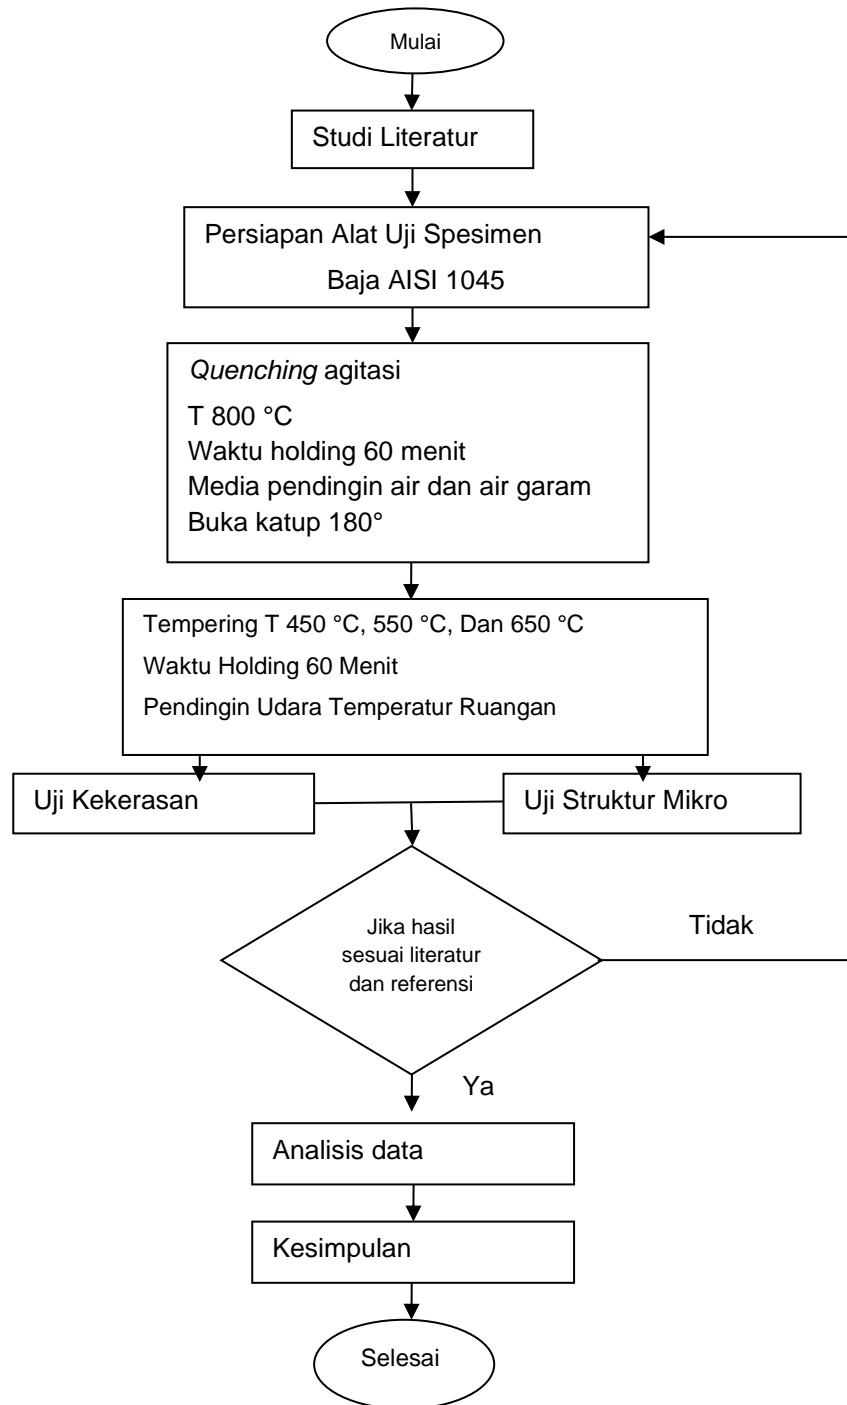 Mulai
Studi Literatur
Persiapan Alat Uji Spesimen
Baja AISI 1045
Quenching agitasi
T 800 °C
Waktu holding 60 menit
Media pendingin air dan air garam
Buka katup 180°
Tempering T 450 °C, 550 °C, Dan 650 °C
Waktu Holding 60 Menit
Pendingin Udara Temperatur Ruangan
Uji Kekerasan
Uji Struktur Mikro
Jika hasil
sesuai literatur
dan referensi
Tidak
Ya
Analisis data
Kesimpulan
Selesai